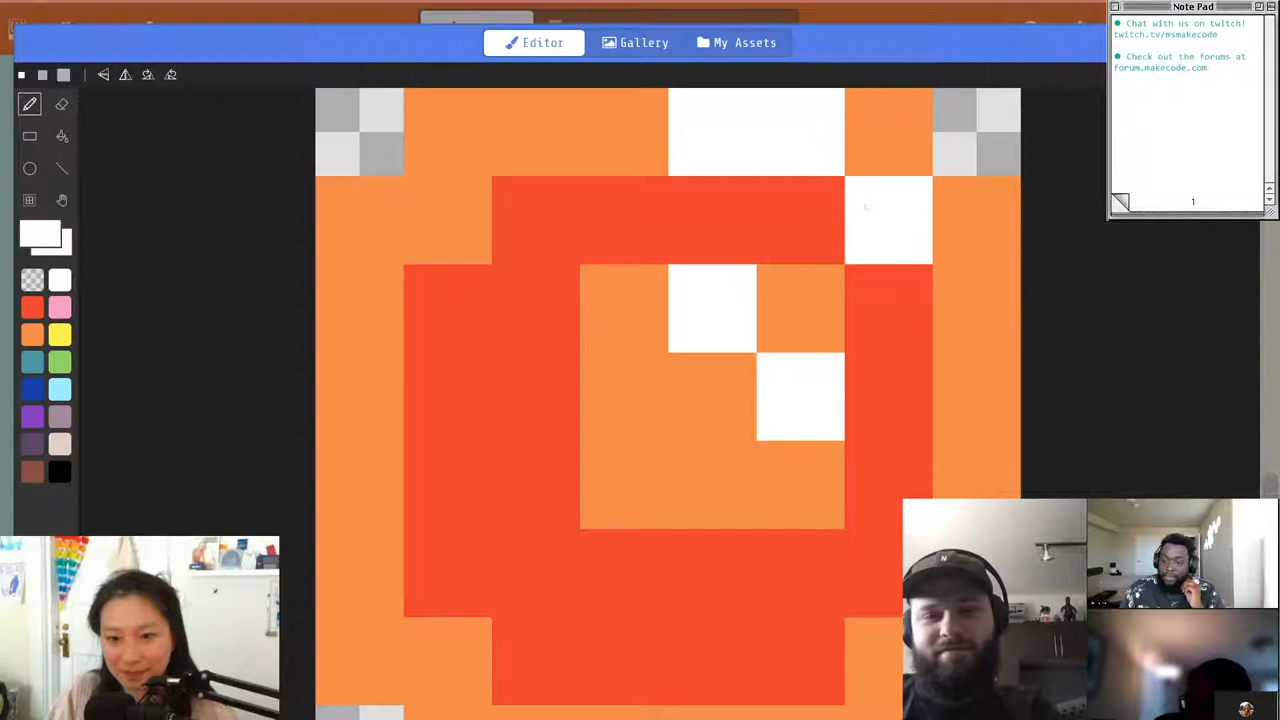 Note Pad
Chat with us on twitch!
twitch.tv/msmakecode
Check out the forums at
forum.makecode.com
1
Editor
Gallery
My Assets